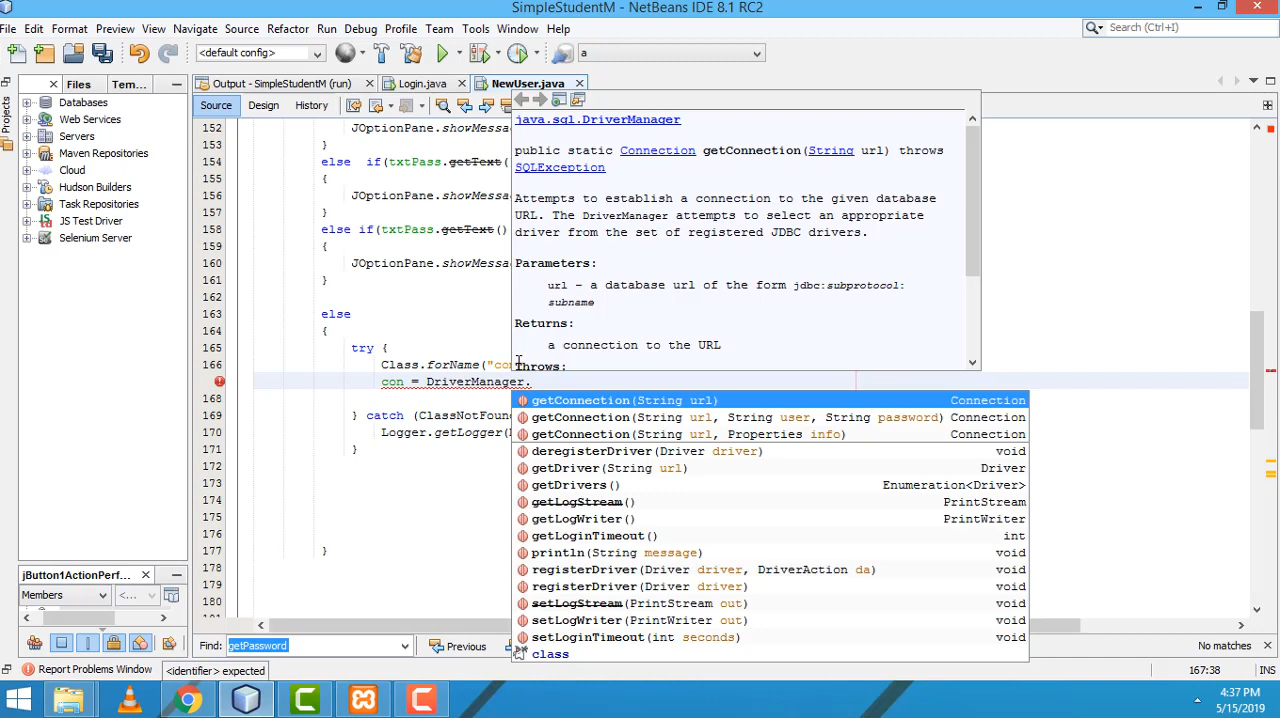 SimpleStudentM - NetBeans IDE 8.1 RC2
File Edit Format Preview View Navigate Source Refactor Run Debug Profile Team Tools Window Help
Search (Ctrl+I)
<default config>
a
Files
Tem...
Output - SimpleStudentM (run)
Login.java
NewUser.java
Projects
Databases
Web Services
Servers
Maven Repositories
Cloud
Hudson Builders
Task Repositories
JS Test Driver
Selenium Server
Source Design History
152 JOptionPane.showMessa
153 }
154 else if(txtPass.getText(
155 {
156 JOptionPane.showMessa
157 }
158 else if(txtPass.getText()
159 {
160 JOptionPane.showMessa
161 }
162
163 else
164 {
165 try {
166 Class.forName("co
con = DriverManager.
168
169 } catch (ClassNotFoun
170 Logger.getLogger(
171 }
172
173
174
175
176
177 }
178
179
180
java.sql.DriverManager
public static Connection getConnection(String url) throws
SQLException
Attempts to establish a connection to the given database
URL. The DriverManager attempts to select an appropriate
driver from the set of registered JDBC drivers.
Parameters:
url - a database url of the form jdbc:subprotocol:
subname
Returns:
a connection to the URL
Throws:
getConnection(String url) Connection
getConnection(String url, String user, String password) Connection
getConnection(String url, Properties info) Connection
deregisterDriver(Driver driver) void
getDriver(String url) Driver
getDrivers() Enumeration<Driver>
getLogStream() PrintStream
getLogWriter() PrintWriter
getLoginTimeout() int
println(String message) void
registerDriver(Driver driver, DriverAction da) void
registerDriver(Driver driver) void
setLogStream(PrintStream out) void
setLogWriter(PrintWriter out) void
setLoginTimeout(int seconds) void
class
jButton1ActionPerf...
Members
<...
Find: getPassword
Previous
No matches
Report Problems Window
<identifier> expected
167:38
INS
4:37 PM
5/15/2019